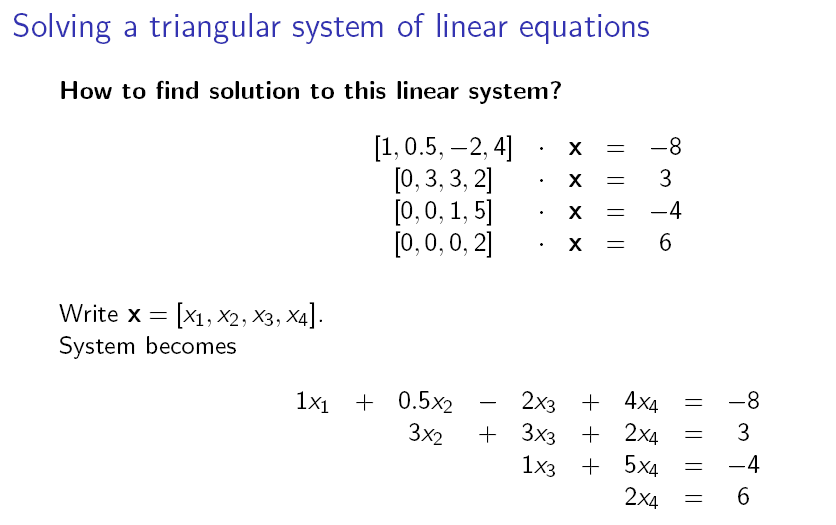 Solving a triangular system of linear equations
How to find solution to this linear system?
[1, 0.5, −2, 4] · x = −8
[0, 3, 3, 2] · x = 3
[0, 0, 1, 5] · x = −4
[0, 0, 0, 2] · x = 6
Write x = [x₁, x₂, x₃, x₄].
System becomes
1x₁ + 0.5x₂ − 2x₃ + 4x₄ = −8
3x₂ + 3x₃ + 2x₄ = 3
1x₃ + 5x₄ = −4
2x₄ = 6